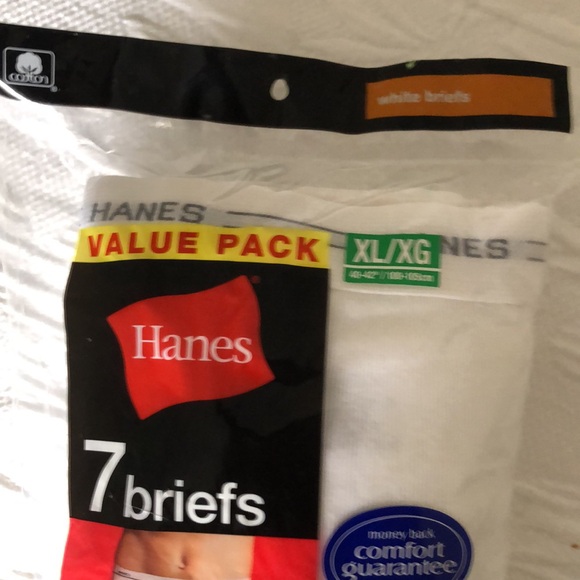 cotton
white briefs
HANES
NES
VALUE PACK
XL/XG
Hanes
7 briefs
money back
comfort
guarantee